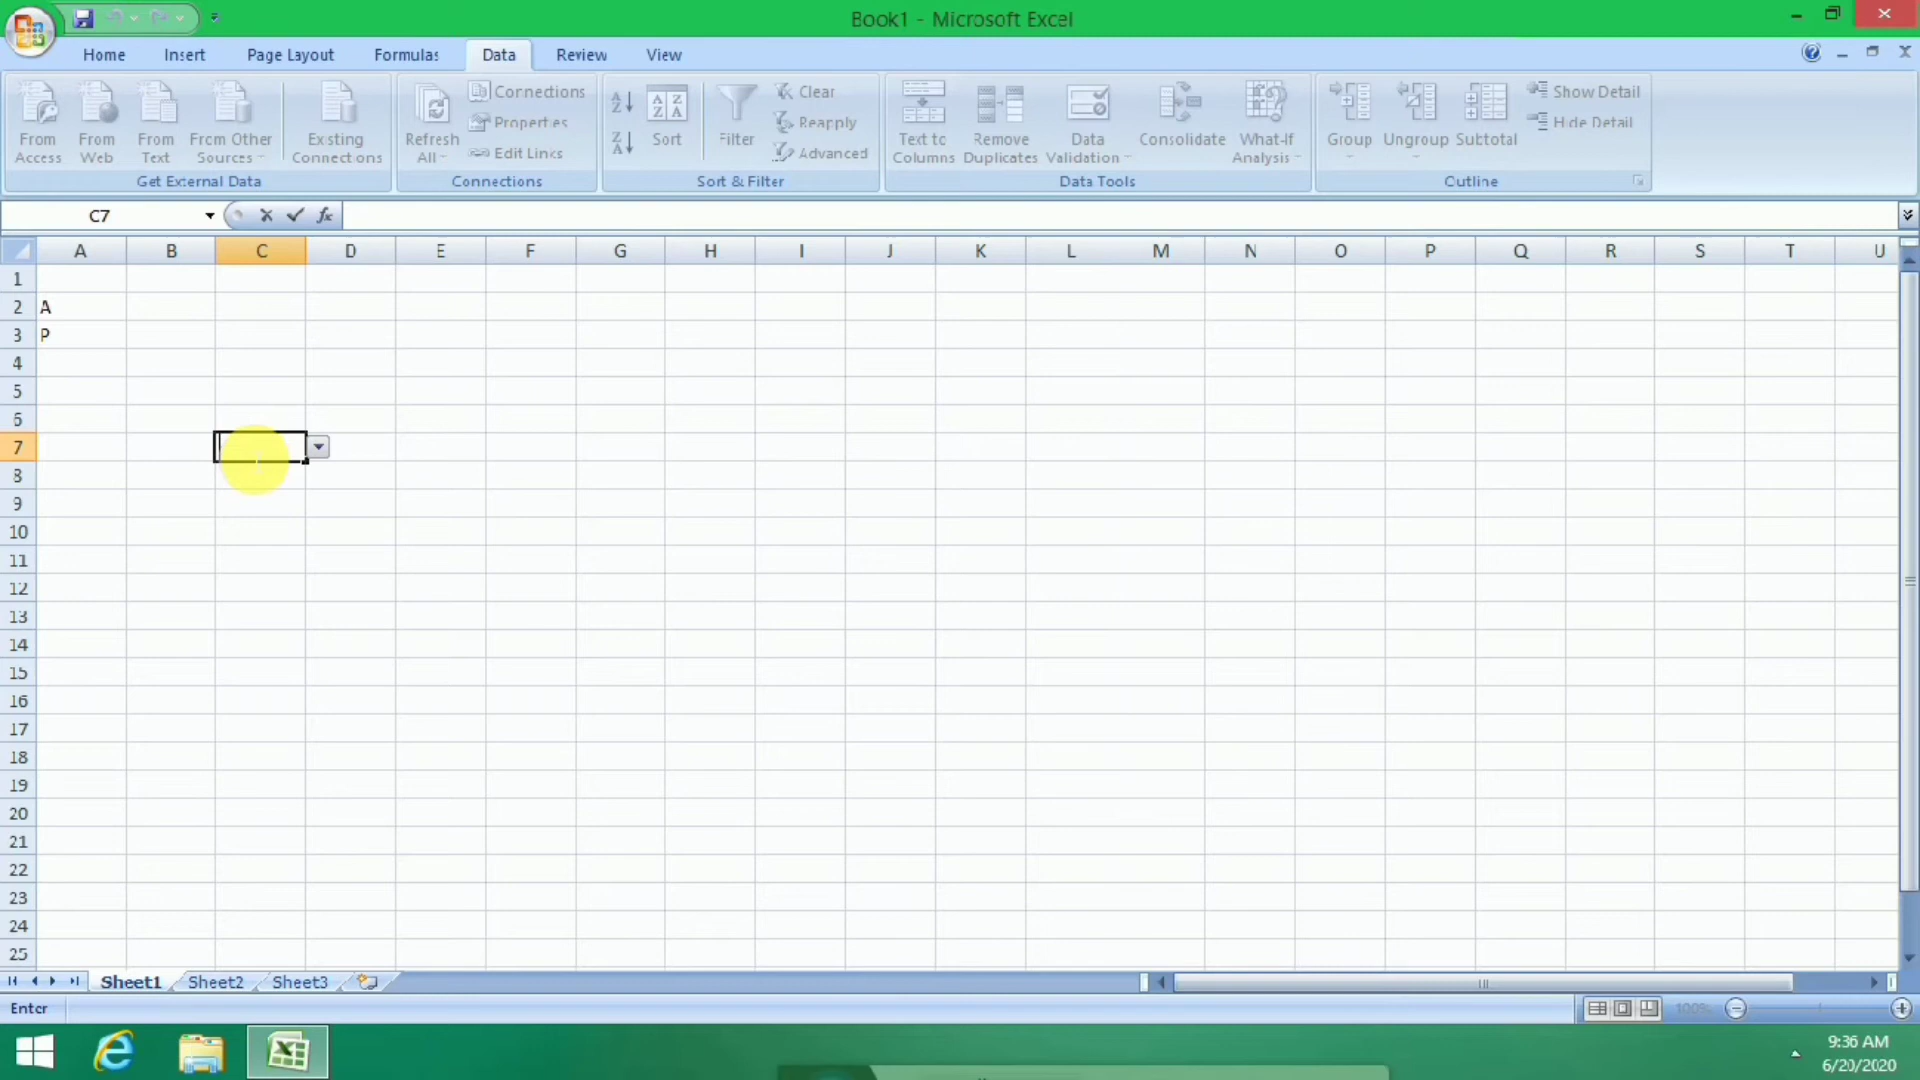 Book1 - Microsoft Excel
Home Insert Page Layout Formulas Data Review View
From Access
From Web
From Text
From Other Sources
Existing Connections
Get External Data
Refresh All
Connections
Properties
Edit Links
Connections
Sort
Filter
Clear
Reapply
Advanced
Sort & Filter
Text to Columns
Remove Duplicates
Data Validation
Consolidate
What-If Analysis
Data Tools
Group
Ungroup
Subtotal
Show Detail
Hide Detail
Outline
C7 fx
A B C D E F G H I J K L M N O P Q R S T U
1
2 A
3 P
4
5
6
7
8
9
10
11
12
13
14
15
16
17
18
19
20
21
22
23
24
25
Sheet1 Sheet2 Sheet3
Enter 100%
9:36 AM
6/20/2020